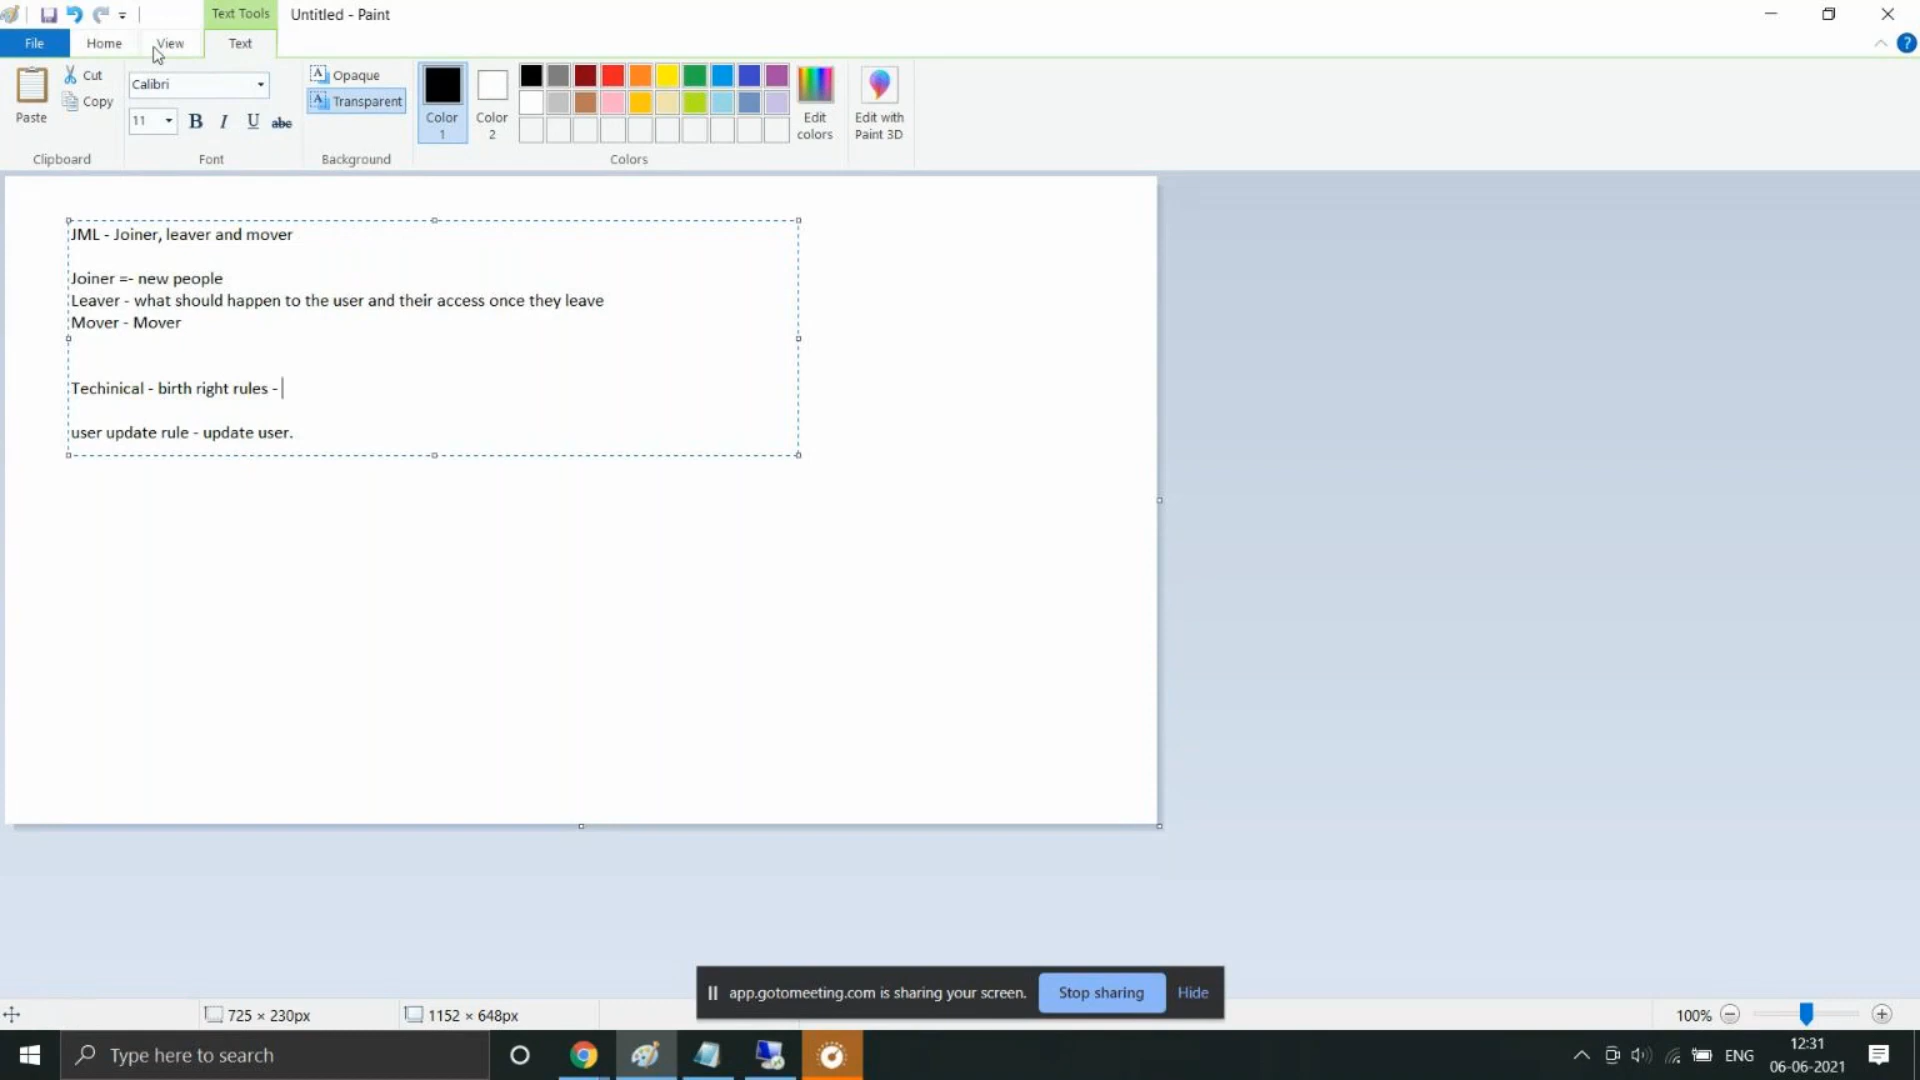 Text Tools
Untitled - Paint
File
Home
View
Text
Paste
Cut
Copy
Clipboard
Calibri
11
B I U abc
Font
Opaque
Transparent
Background
Color 1
Color 2
Colors
Edit colors
Edit with Paint 3D
JML - Joiner, leaver and mover
Joiner =- new people
Leaver - what should happen to the user and their access once they leave
Mover - Mover
Techinical - birth right rules -
user update rule - update user.
app.gotomeeting.com is sharing your screen.
Stop sharing
Hide
725 × 230px
1152 × 648px
100%
Type here to search
ENG
12:31
06-06-2021